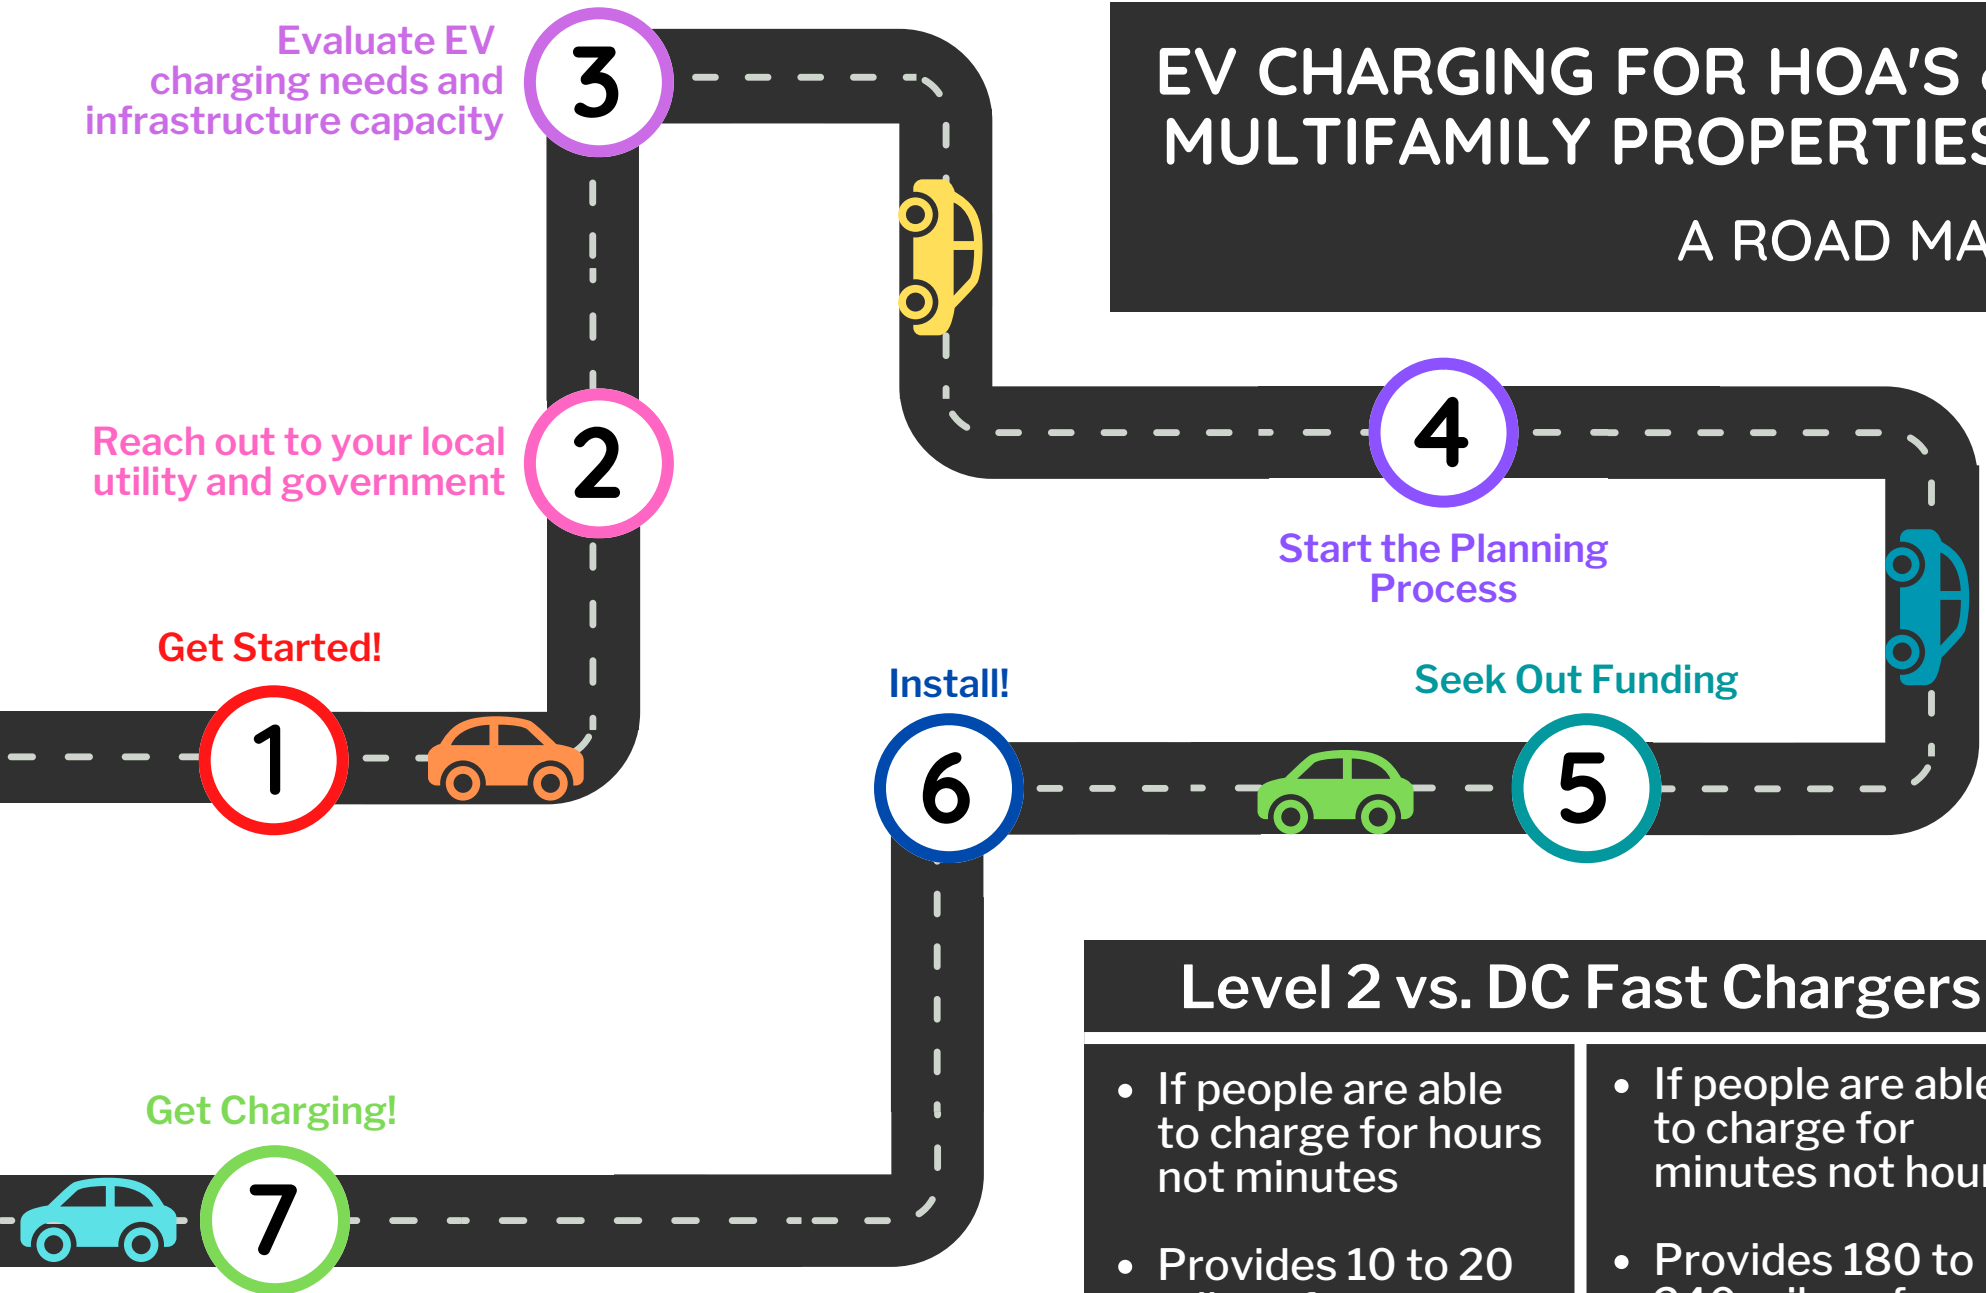 EV CHARGING FOR HOA'S
MULTIFAMILY PROPERTIES
A ROAD
Evaluate EV
charging needs and
infrastructure capacity
3
Reach out to your local
utility and government
2
Get Started!
1
4
Start the Planning
Process
Seek Out Funding
5
Install!
6
Get Charging!
7
Level 2 vs. DC Fast Chargers
• If people are able
to charge for hours
not minutes
• Provides 10 to 20
• If people are able
to charge for
minutes not
• Provides 180 to